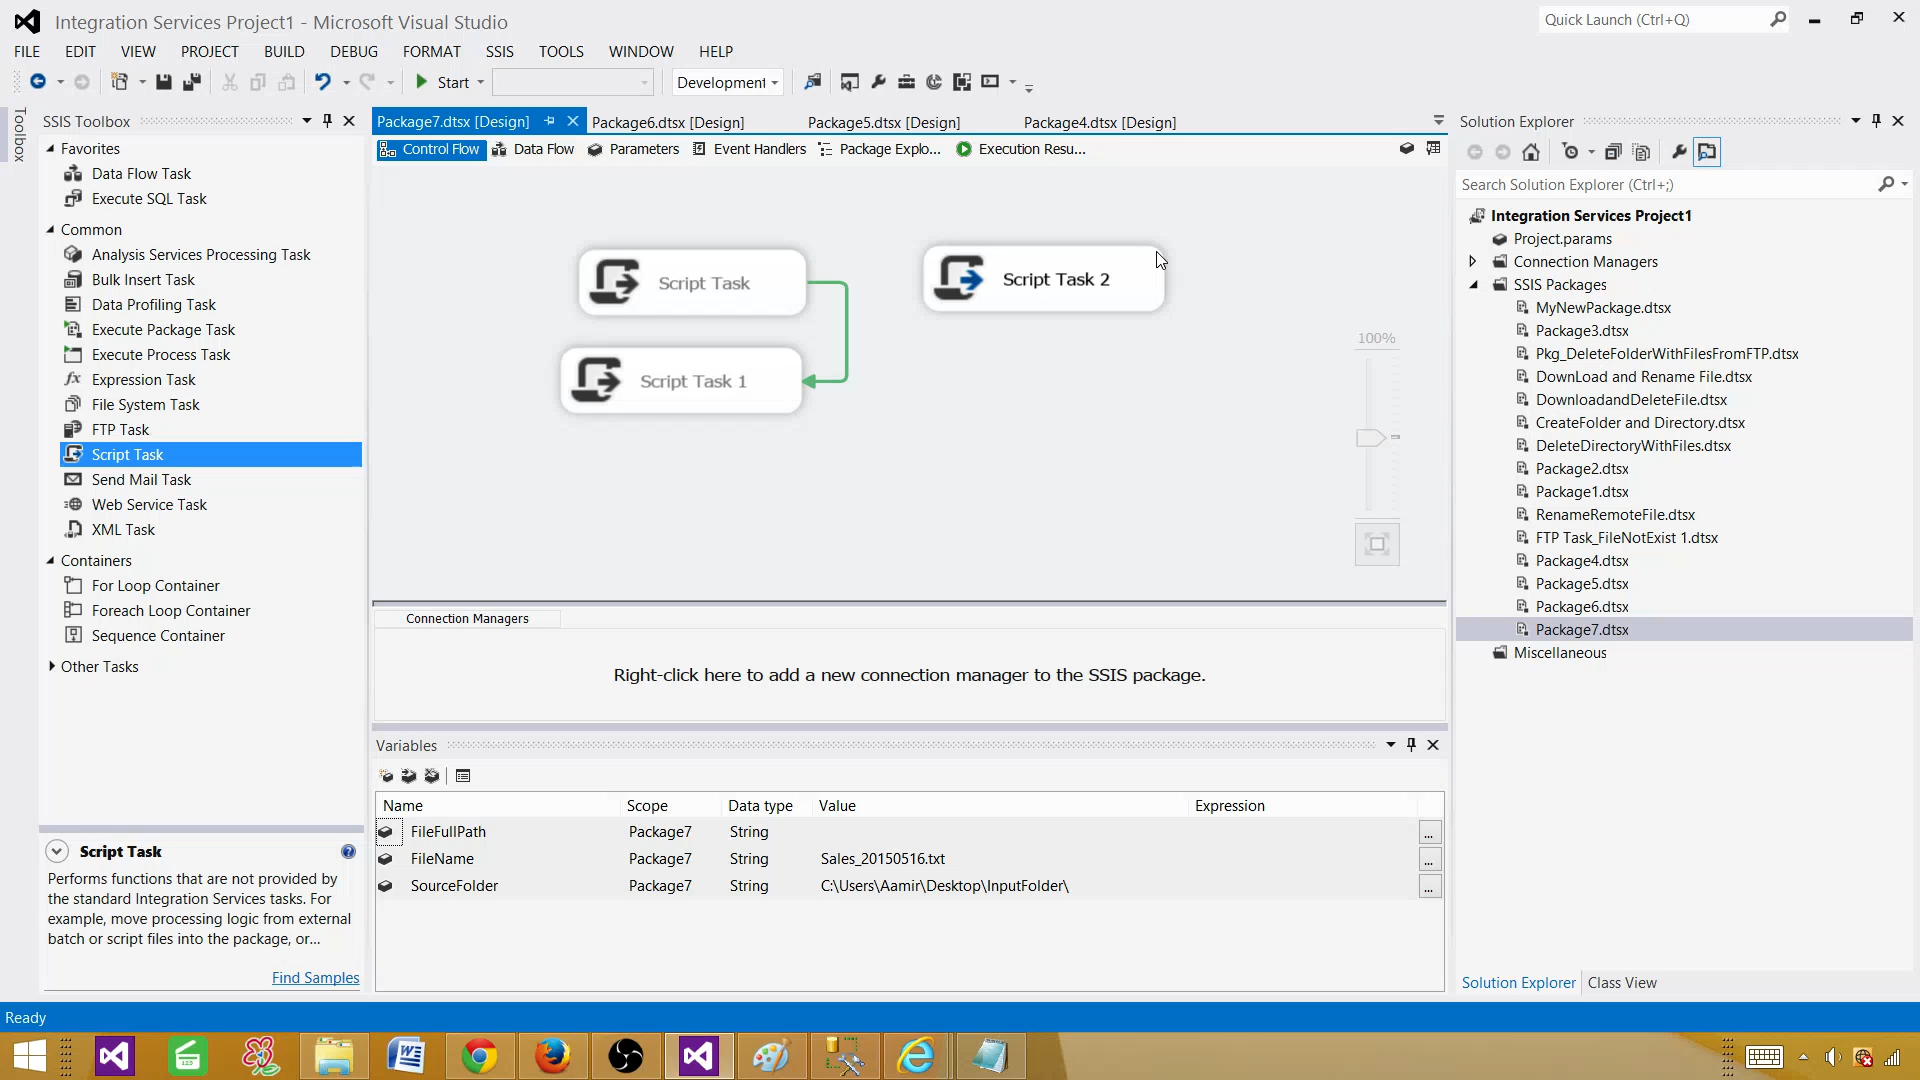 Integration Services Project1 - Microsoft Visual Studio
Quick Launch (Ctrl+Q)
FILE EDIT VIEW PROJECT BUILD DEBUG FORMAT SSIS TOOLS WINDOW HELP
Start
Development
Toolbox
SSIS Toolbox
Favorites
Data Flow Task
Execute SQL Task
Common
Analysis Services Processing Task
Bulk Insert Task
Data Profiling Task
Execute Package Task
Execute Process Task
Expression Task
File System Task
FTP Task
Script Task
Send Mail Task
Web Service Task
XML Task
Containers
For Loop Container
Foreach Loop Container
Sequence Container
Other Tasks
Script Task
Performs functions that are not provided by
the standard Integration Services tasks. For
example, move processing logic from external
batch or script files into the package, or...
Find Samples
Package7.dtsx [Design] Package6.dtsx [Design] Package5.dtsx [Design] Package4.dtsx [Design]
Control Flow Data Flow Parameters Event Handlers Package Explo... Execution Resu...
Script Task
Script Task 1
Script Task 2
100%
Connection Managers
Right-click here to add a new connection manager to the SSIS package.
Variables
Name Scope Data type Value Expression
FileFullPath Package7 String ...
FileName Package7 String Sales_20150516.txt ...
SourceFolder Package7 String C:\Users\Aamir\Desktop\InputFolder\ ...
Solution Explorer
Search Solution Explorer (Ctrl+;)
Integration Services Project1
Project.params
Connection Managers
SSIS Packages
MyNewPackage.dtsx
Package3.dtsx
Pkg_DeleteFolderWithFilesFromFTP.dtsx
DownLoad and Rename File.dtsx
DownloadandDeleteFile.dtsx
CreateFolder and Directory.dtsx
DeleteDirectoryWithFiles.dtsx
Package2.dtsx
Package1.dtsx
RenameRemoteFile.dtsx
FTP Task_FileNotExist 1.dtsx
Package4.dtsx
Package5.dtsx
Package6.dtsx
Package7.dtsx
Miscellaneous
Solution Explorer Class View
Ready